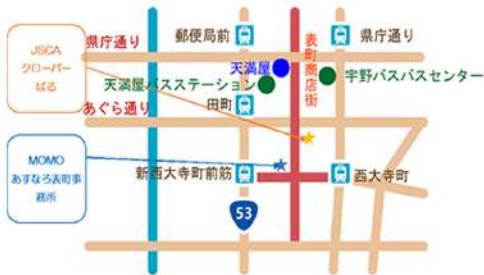 JSCA
クローバー
ぱる
県庁通り
郵便局前
県庁通り
表町商店街
天満屋
宇野バスバスセンター
天満屋バスステーション
あぐら通り
田町
MOMO
あすなろ表町事
務所
新西大寺町前筋
西大寺町
53